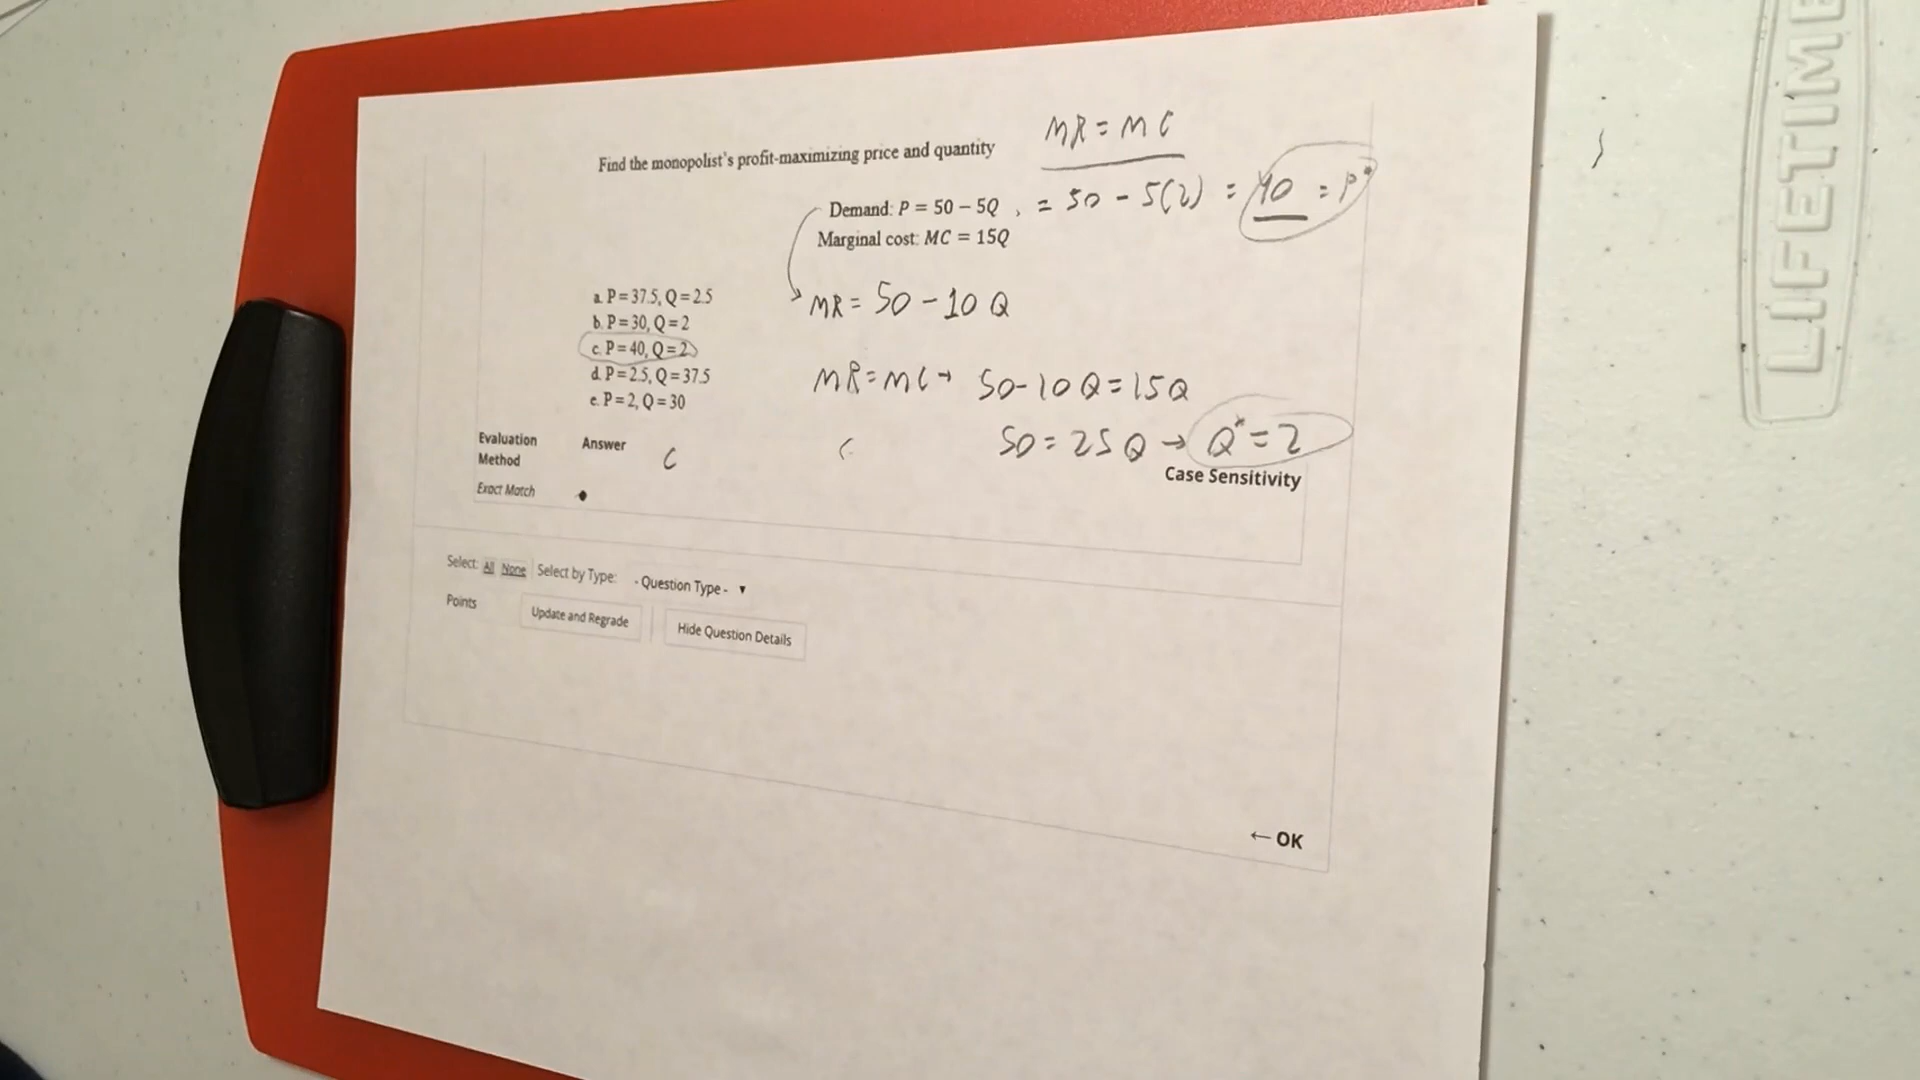 MR = MC
Find the monopolist's profit-maximizing price and quantity
Demand: P = 50 – 5Q , = 50 - 5(2) = 40 = P*
Marginal cost: MC = 15Q
a. P = 37.5, Q = 2.5
MR = 50 - 10 Q
b. P = 30, Q = 2
c. P = 40, Q = 2
d. P = 2.5, Q = 37.5
MR = MC → 50 - 10 Q = 15 Q
e. P = 2, Q = 30
50 = 25 Q → Q* = 2
Evaluation Method
Answer C
Case Sensitivity
Exact Match
Select: All None Select by Type: - Question Type - ▼
Points Update and Regrade Hide Question Details
← OK
LIFETIME